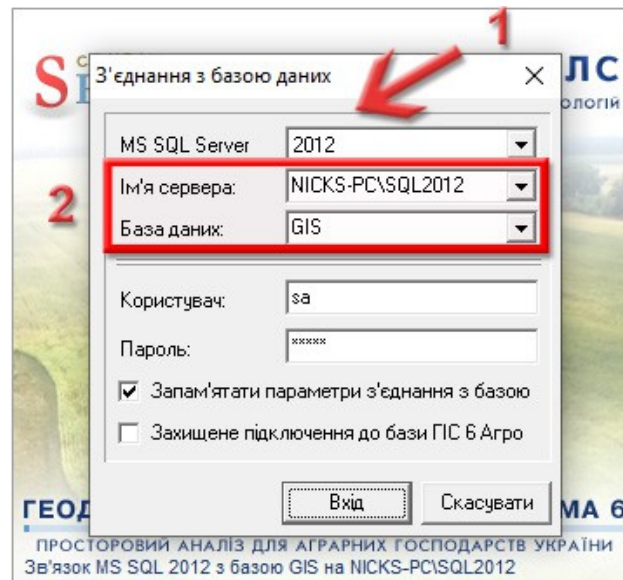 1
З'єднання з базою даних
ЛС
MS SQL Server 2012
2
Ім'я сервера: NICKS-PC\SQL2012
База даних: GIS
Користувач: sa
Пароль: *****
Запам'ятати параметри з'єднання з базою
Захищене підключення до бази ГІС 6 Агро
Вхід Скасувати
ГЕОД МА 6
ПРОСТОРОВИЙ АНАЛІЗ ДЛЯ АГРАРНИХ ГОСПОДАРСТВ УКРАЇНИ
Зв'язок MS SQL 2012 з базою GIS на NICKS-PC\SQL2012